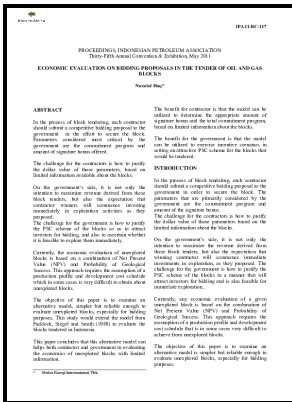 IPA11-BC-117
PROCEEDINGS, INDONESIAN PETROLEUM ASSOCIATION
Thirty-Fifth Annual Convention & Exhibition, May 2011
ECONOMIC EVALUATION ON BIDDING PROPOSALS IN THE TENDER OF OIL AND GAS
BLOCKS
Nurzalul Haq*
ABSTRACT
In the process of block tendering, each contractor
should submit a competitive bidding proposal to the
government in the effort to secure the block.
Parameters considered most critical by the
government are the commitment program and
amount of signature bonus offered.
The challenge for the contractors is how to justify
the dollar value of those parameters, based on
limited information available about the blocks.
On the government's side, it is not only the
intention to maximize revenue derived from these
blocks, but also the expectation that contractor
winners will commence immediately in
exploration activities as they proposed.
The challenge for the government is how to justify
the PSC scheme of the blocks so as to attract
investors for bidding, and also to ascertain whether
it is feasible to explore them immediately.
Currently, the economic evaluation of unexplored
blocks is based on a combination of Net Present
Value (NPV) and Probability of Geological
Success. This approach requires the assumption of a
production profile and development cost schedule
which in some cases is very difficult to obtain about
unexplored blocks.
The objective of this paper is to examine an
alternative model, simpler but reliable enough to
evaluate unexplored blocks, especially for bidding
purposes. This study would extend the model from
Paddock, Siegel and Smith (1988) to evaluate the
blocks tendered in Indonesia.
This paper concludes that this alternative model can
helps both contractor and government in evaluating
the economics of unexplored blocks with limited
information.
* Medco Energi International, Tbk.
The benefit for contractor is that the model can be
utilized to determine the appropriate amount of
signature bonus and the total commitment program,
based on limited information about the blocks.
The benefit for the government is that the model
can be utilized to exercise incentive scenarios in
setting an attractive PSC scheme for the blocks that
would be tendered.
INTRODUCTION
In the process of block tendering, each contractor
should submit a competitive bidding proposal to the
government in order to secure the block. The
parameters that are primarily considered by the
government are the commitment program and
amount of the signature bonus.
The challenge for the contractors is how to justify
the dollar value of those parameters based on the
limited information about the blocks.
On the government's side, it is not only the
intention to maximize the revenue derived from
these blocks, but also the expectation that the
winning contractor will commence immediate
investments in exploration, as they proposed. The
challenge for the government is how to justify the
PSC scheme of the blocks in a manner that will
attract investors for bidding and is also feasible for
immediate exploration.
Currently, any economic evaluation of a given
unexplored block is based on the combination of
Net Present Value (NPV) and Probability of
Geological Success. This approach requires the
assumption of a production profile and development
cost schedule that in some cases are very difficult to
achieve from unexplored blocks.
The objective of this paper is to examine an
alternative model is simpler but reliable enough to
evaluate unexplored blocks, especially for bidding
purposes.